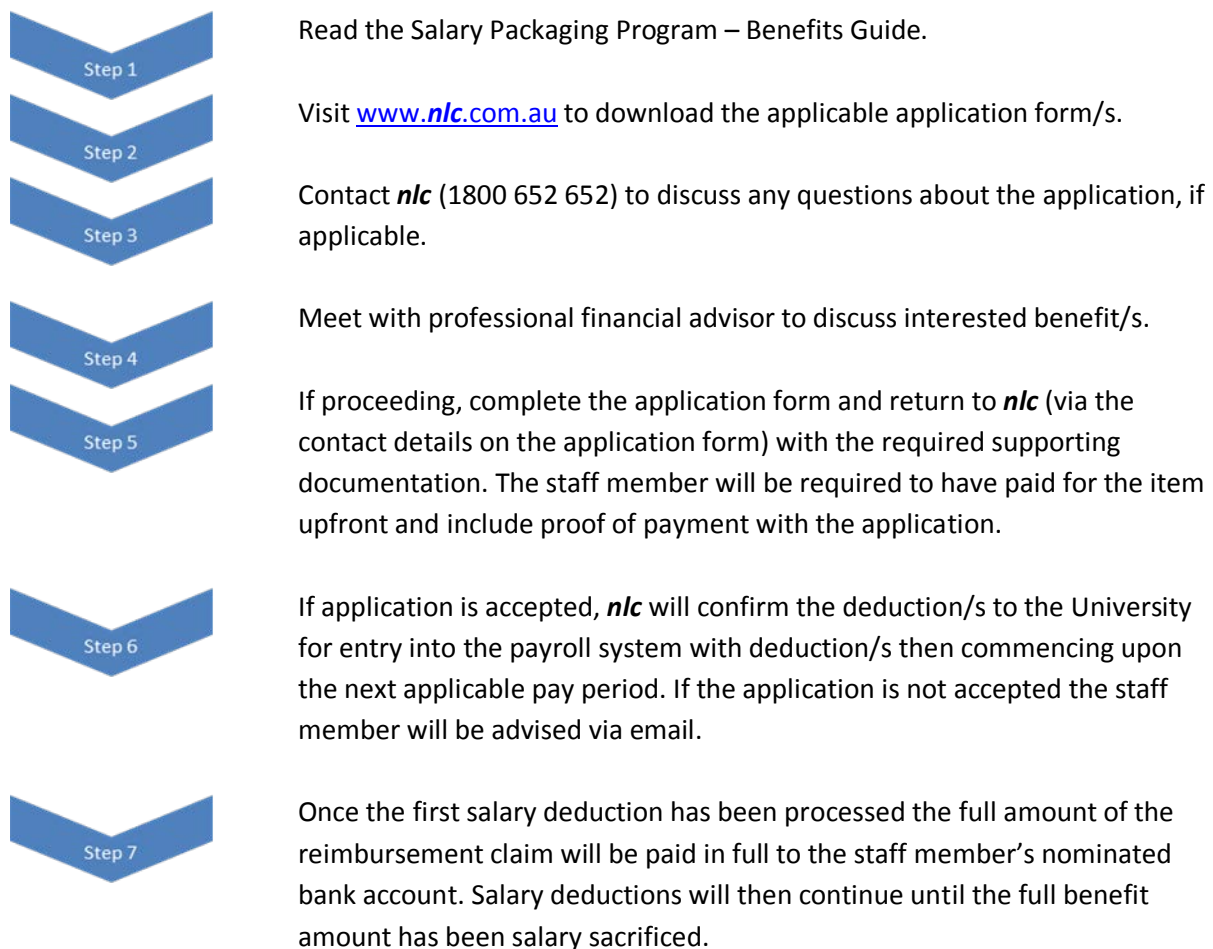 Step 1
Read the Salary Packaging Program – Benefits Guide.
Step 2
Visit www.nlc.com.au to download the applicable application form/s.
Step 3
Contact nlc (1800 652 652) to discuss any questions about the application, if
applicable.
Step 4
Meet with professional financial advisor to discuss interested benefit/s.
Step 5
If proceeding, complete the application form and return to nlc (via the
contact details on the application form) with the required supporting
documentation. The staff member will be required to have paid for the item
upfront and include proof of payment with the application.
Step 6
If application is accepted, nlc will confirm the deduction/s to the University
for entry into the payroll system with deduction/s then commencing upon
the next applicable pay period. If the application is not accepted the staff
member will be advised via email.
Step 7
Once the first salary deduction has been processed the full amount of the
reimbursement claim will be paid in full to the staff member’s nominated
bank account. Salary deductions will then continue until the full benefit
amount has been salary sacrificed.